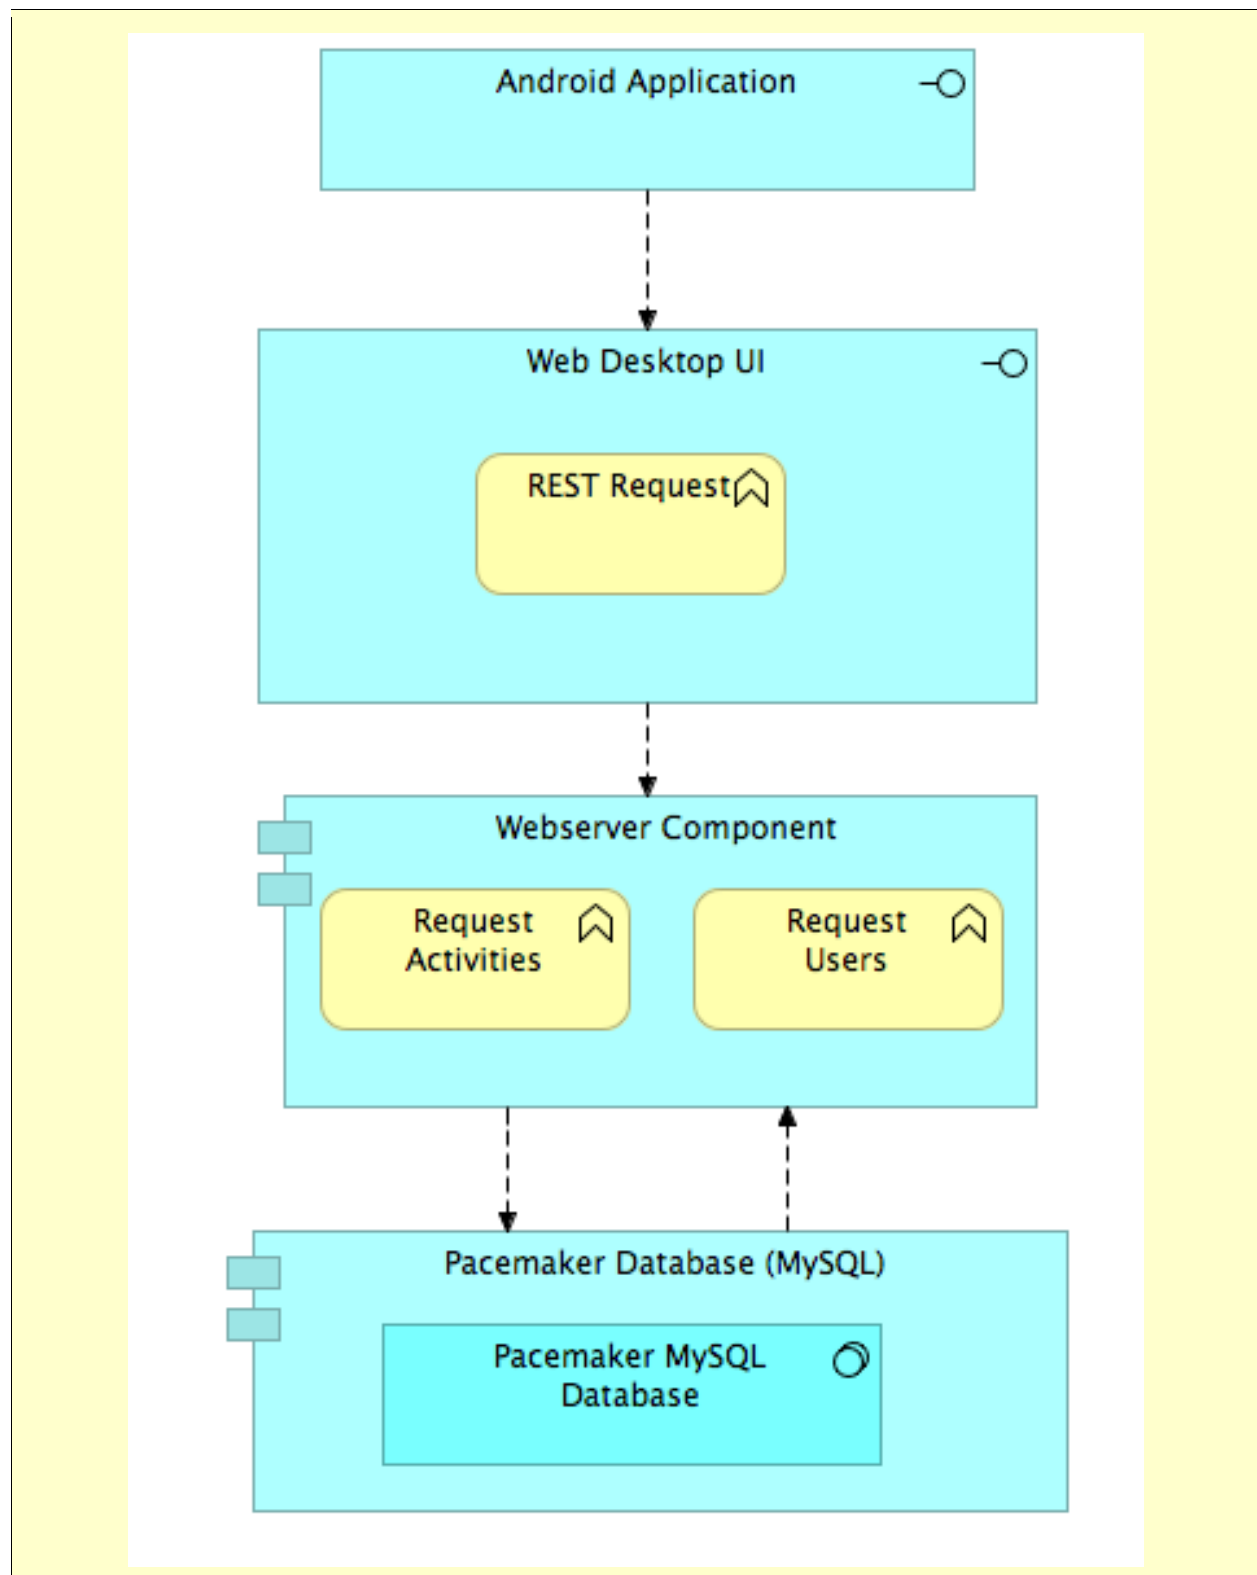 Android Application
Web Desktop UI
REST Request
Webserver Component
Request
Activities
Request
Users
Pacemaker Database (MySQL)
Pacemaker MySQL
Database